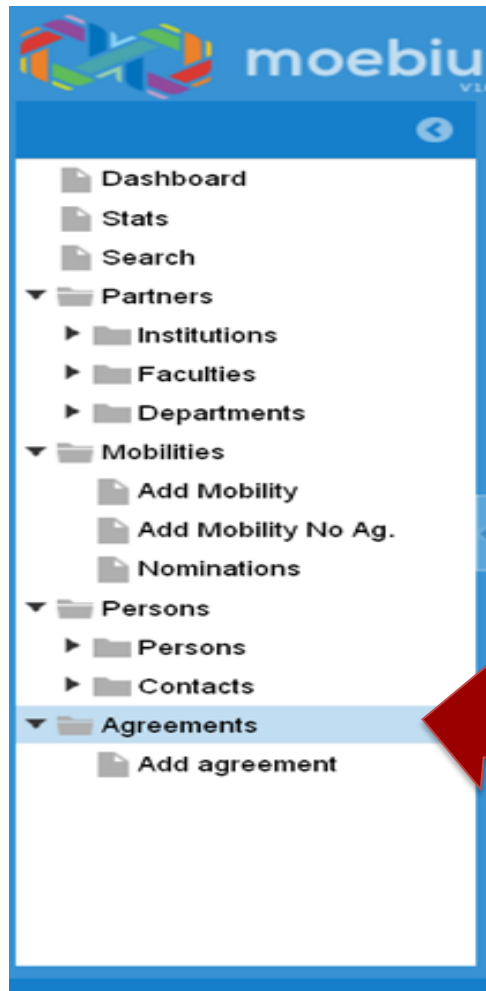 moebiu
V1
Dashboard
Stats
Search
Partners
Institutions
Faculties
Departments
Mobilities
Add Mobility
Add Mobility No Ag.
Nominations
Persons
Persons
Contacts
Agreements
Add agreement